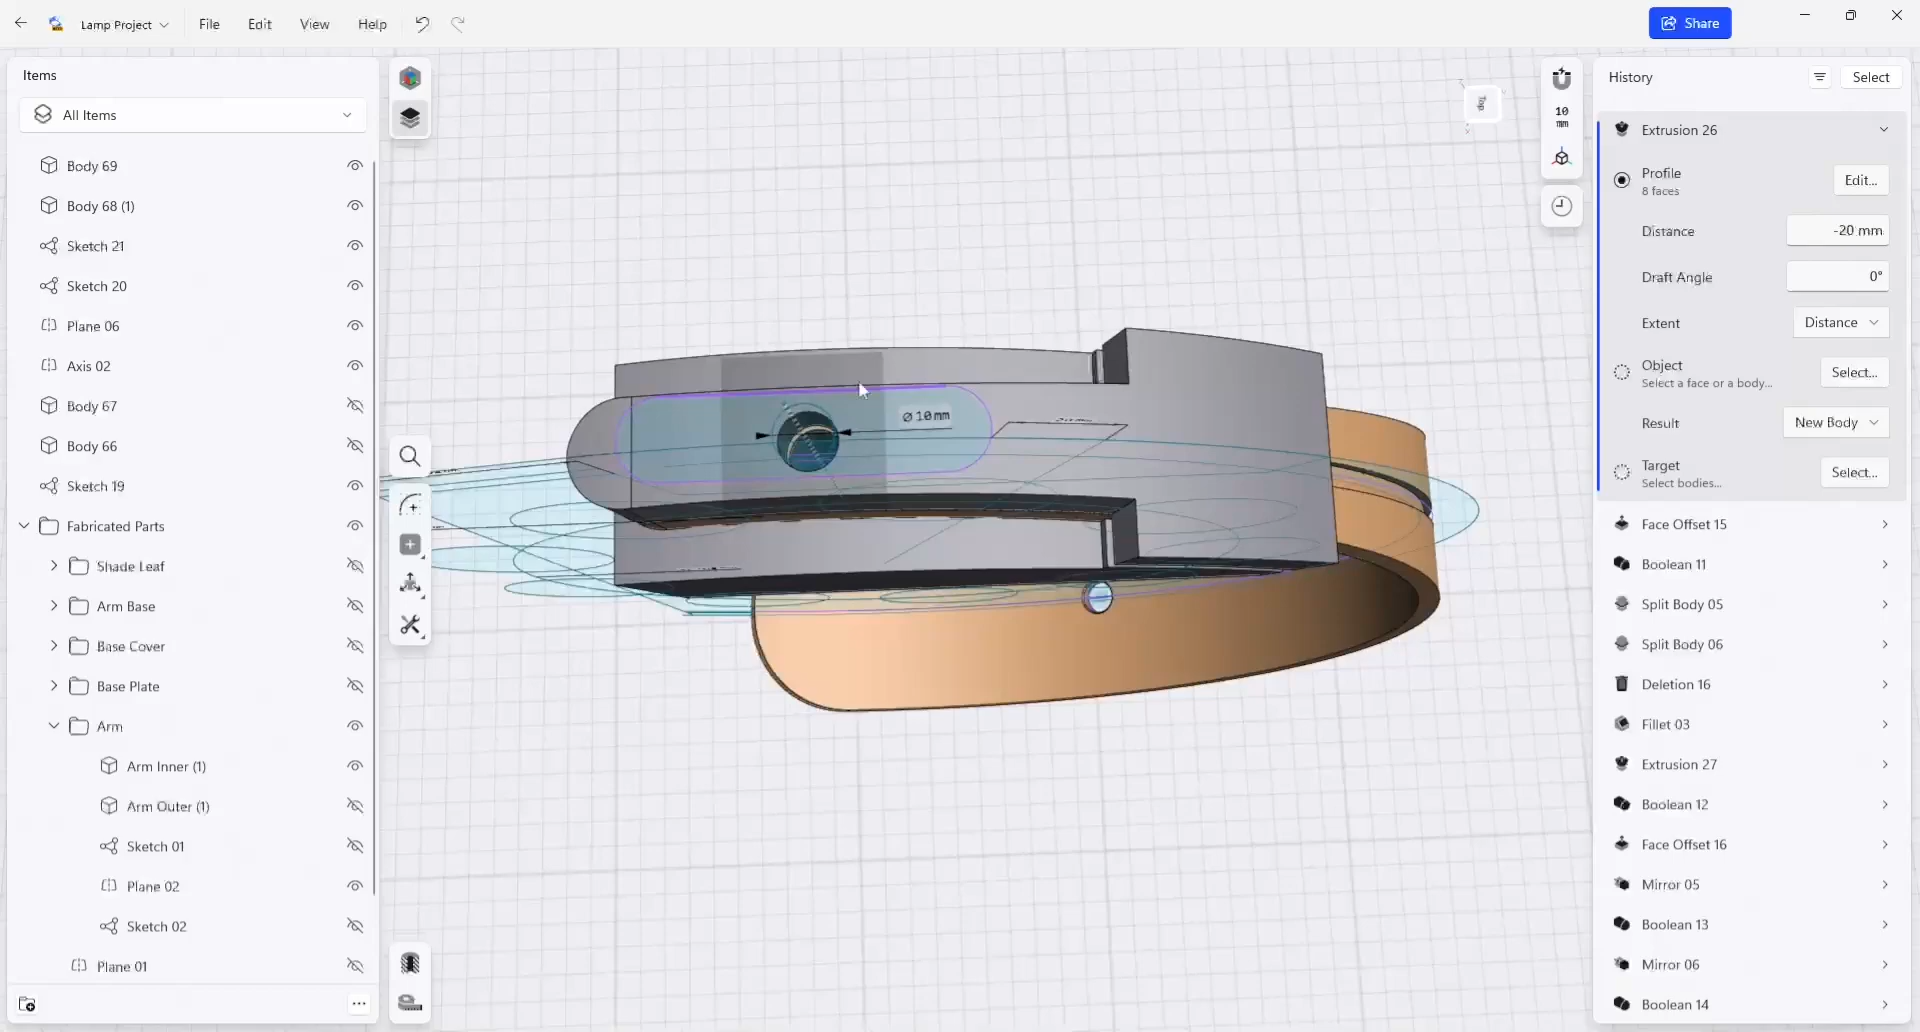 Lamp Project
File
Edit
View
Help
Share
Items
All Items
Body 69
Body 68 (1)
Sketch 21
Sketch 20
Plane 06
Axis 02
Body 67
Body 66
Sketch 19
Fabricated Parts
Shade Leaf
Arm Base
Base Cover
Base Plate
Arm
Arm Inner (1)
Arm Outer (1)
Sketch 01
Plane 02
Sketch 02
Plane 01
⌀10mm
Top
10
mm
History
Select
Extrusion 26
Profile
8 faces
Edit...
Distance
-20 mm
Draft Angle
0°
Extent
Distance
Object
Select a face or a body...
Select...
Result
New Body
Target
Select bodies...
Select...
Face Offset 15
Boolean 11
Split Body 05
Split Body 06
Deletion 16
Fillet 03
Extrusion 27
Boolean 12
Face Offset 16
Mirror 05
Boolean 13
Mirror 06
Boolean 14